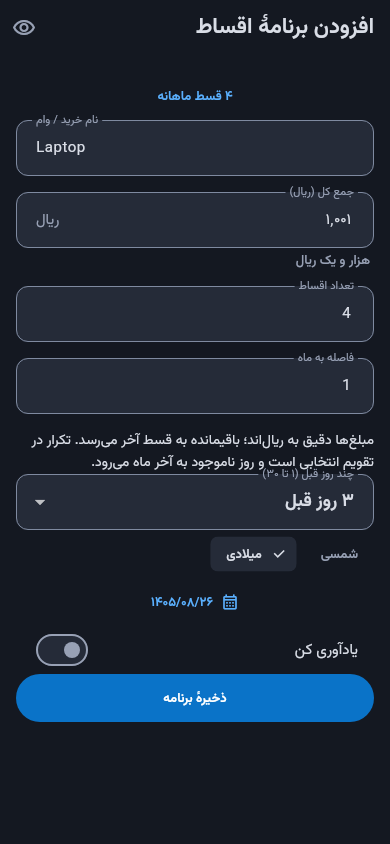 افزودن برنامهٔ اقساط
۴ قسط ماهانه
نام خرید / وام
Laptop
جمع کل (ریال)
۱,۰۰۱
ریال
هزار و یک ریال
تعداد اقساط
4
فاصله به ماه
1
مبلغ‌ها دقیق به ریال‌اند؛ باقیمانده به قسط آخر می‌رسد. تکرار در
تقویم انتخابی است و روز ناموجود به آخر ماه می‌رود.
چند روز قبل (۱ تا ۳۰)
۳ روز قبل
شمسی
میلادی
۱۴۰۵/۰۸/۲۶
یادآوری کن
ذخیرهٔ برنامه